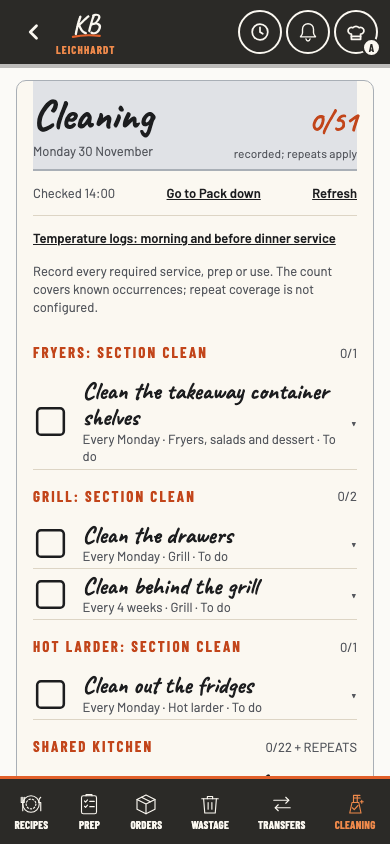 KB
LEICHHARDT
A
Cleaning
0/51
Monday 30 November
recorded; repeats apply
Checked 14:00
Go to Pack down
Refresh
Temperature logs: morning and before dinner service
Record every required service, prep or use. The count
covers known occurrences; repeat coverage is not
configured.
FRYERS: SECTION CLEAN
0/1
Clean the takeaway container
shelves
Every Monday · Fryers, salads and dessert · To
do
GRILL: SECTION CLEAN
0/2
Clean the drawers
Every Monday · Grill · To do
Clean behind the grill
Every 4 weeks · Grill · To do
HOT LARDER: SECTION CLEAN
0/1
Clean out the fridges
Every Monday · Hot larder · To do
SHARED KITCHEN
0/22 + REPEATS
RECIPES
PREP
ORDERS
WASTAGE
TRANSFERS
CLEANING